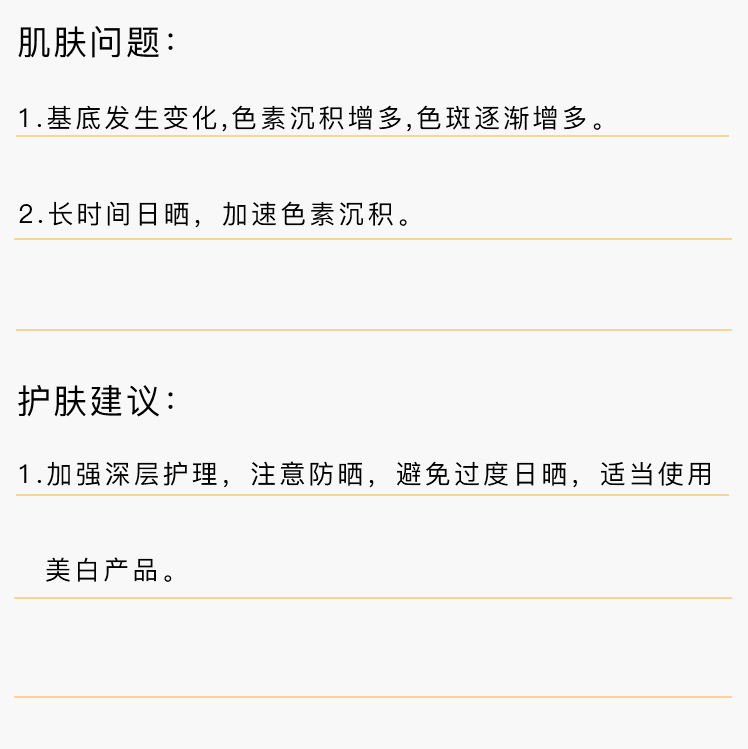 肌肤问题：
1.基底发生变化,色素沉积增多,色斑逐渐增多。
2.长时间日晒，加速色素沉积。
护肤建议：
1.加强深层护理，注意防晒，避免过度日晒，适当使用
美白产品。